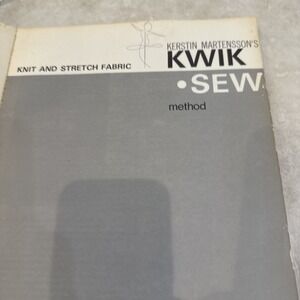 KERSTIN MARTENSSON'S
KWIK
KNIT AND STRETCH FABRIC
•SEW
method